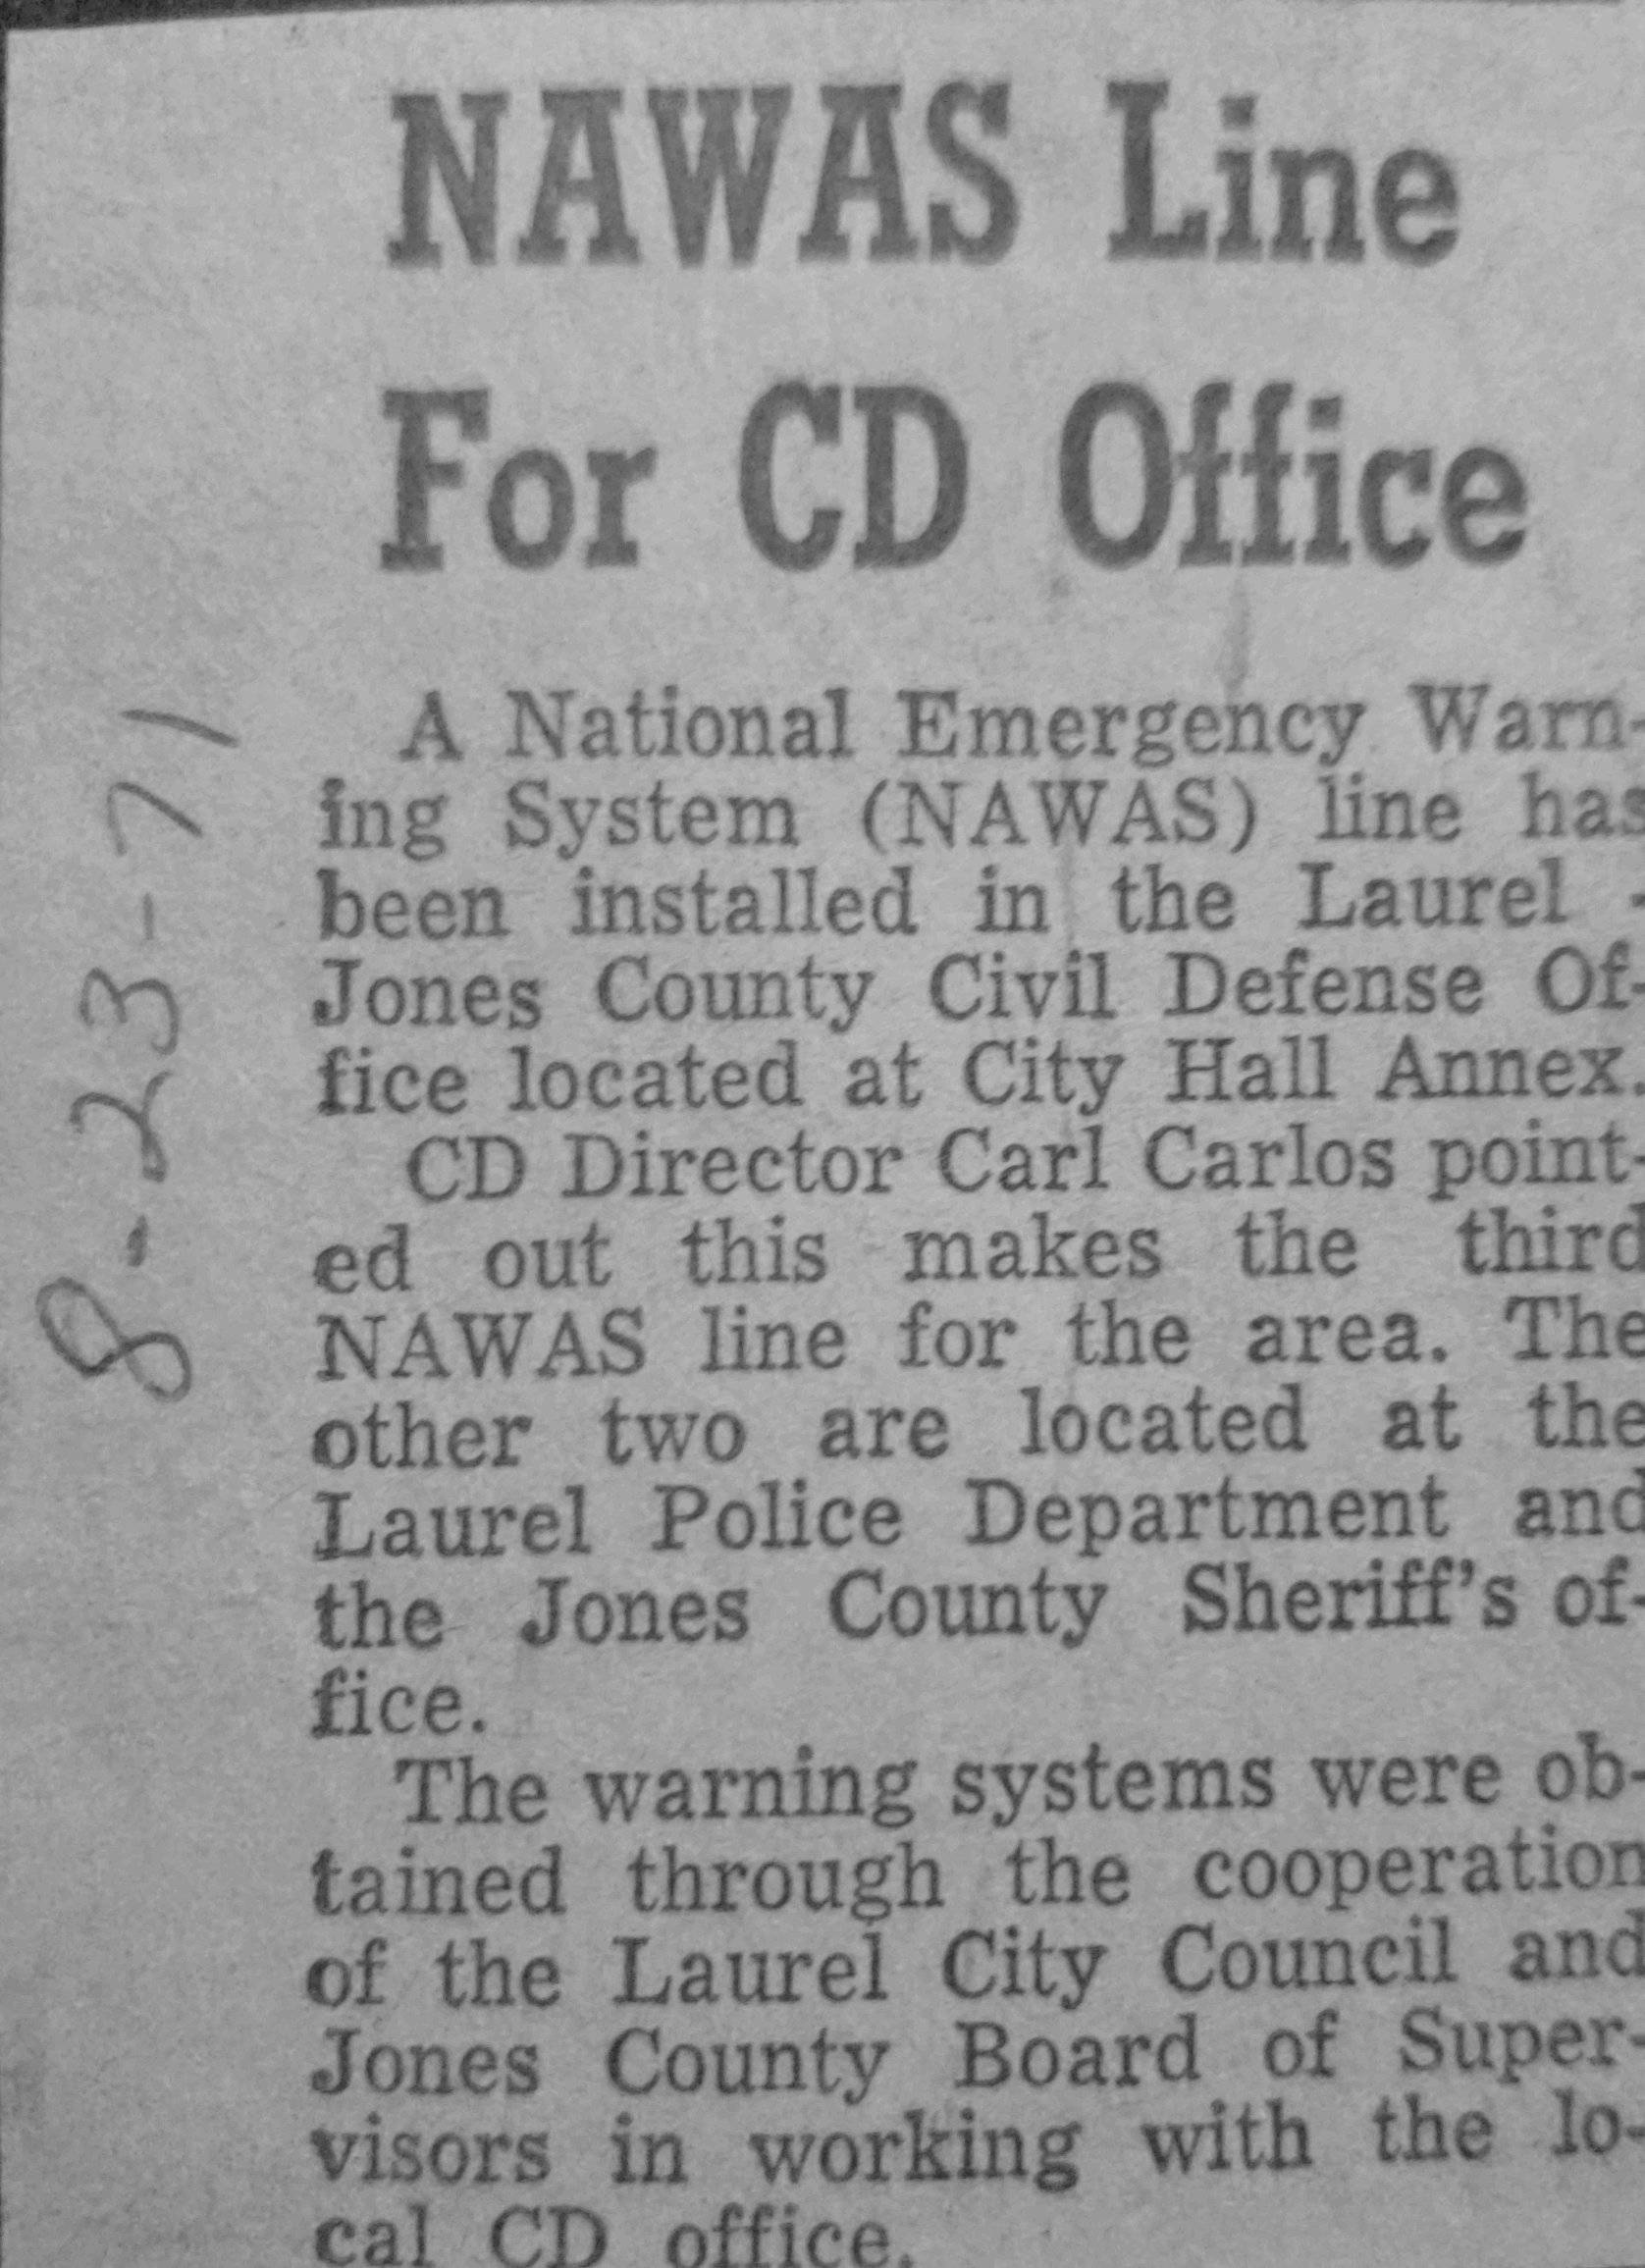 NAWAS Line
For CD Office
8-23-71
A National Emergency Warn-
ing System (NAWAS) line has
been installed in the Laurel -
Jones County Civil Defense Of-
fice located at City Hall Annex.
CD Director Carl Carlos point-
ed out this makes the third
NAWAS line for the area. The
other two are located at the
Laurel Police Department and
the Jones County Sheriff's of-
fice.
The warning systems were ob-
tained through the cooperation
of the Laurel City Council and
Jones County Board of Super-
visors in working with the lo-
cal CD office.